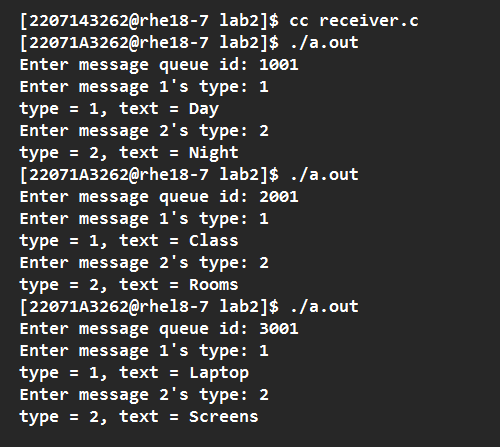 [2207143262@rhe18-7 lab2]$ cc receiver.c
[22071A3262@rhe18-7 lab2]$ ./a.out
Enter message queue id: 1001
Enter message 1's type: 1
type = 1, text = Day
Enter message 2's type: 2
type = 2, text = Night
[22071A3262@rhe18-7 lab2]$ ./a.out
Enter message queue id: 2001
Enter message 1's type: 1
type = 1, text = Class
Enter message 2's type: 2
type = 2, text = Rooms
[22071A3262@rhel8-7 lab2]$ ./a.out
Enter message queue id: 3001
Enter message 1's type: 1
type = 1, text = Laptop
Enter message 2's type: 2
type = 2, text = Screens